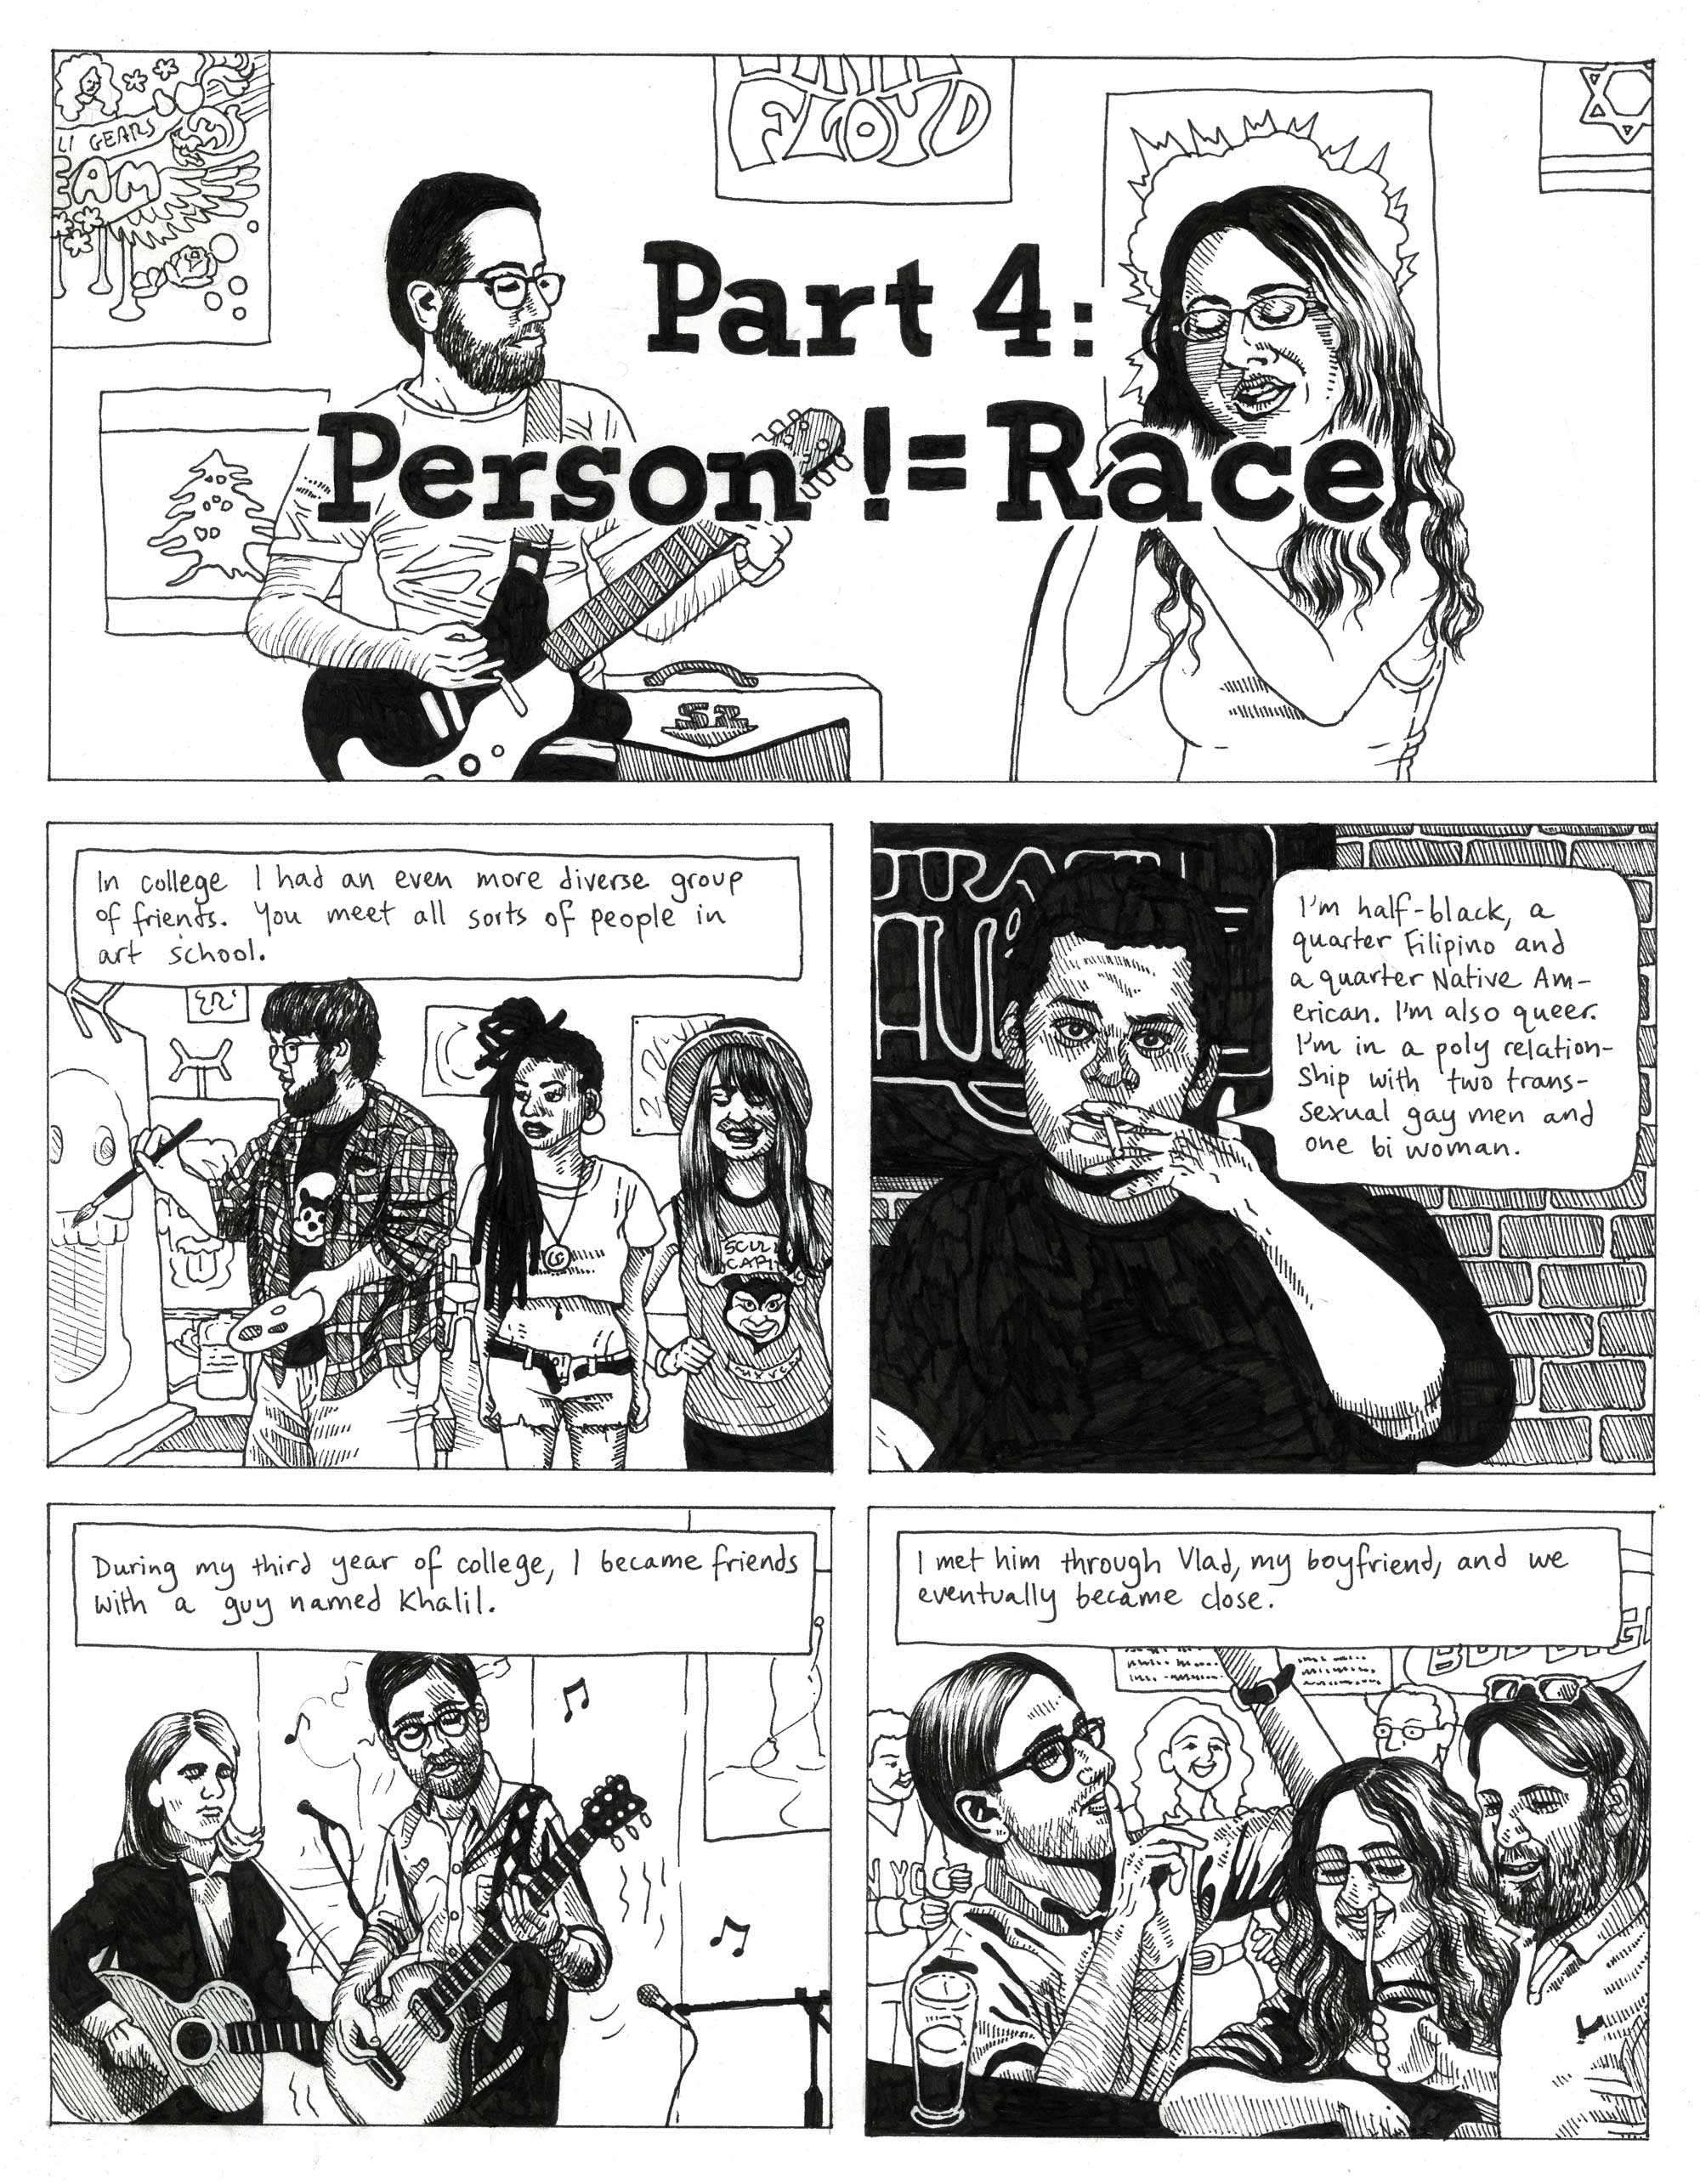 LI GEARS
EAM
FLOYD
Part 4:
Person != Race
In college I had an even more diverse group
of friends. You meet all sorts of people in
art school.
I'm half-black, a
quarter Filipino and
a quarter Native Am-
erican. I'm also queer.
I'm in a poly relation-
ship with two trans-
sexual gay men and
one bi woman.
During my third year of college, I became friends
with a guy named Khalil.
I met him through Vlad, my boyfriend, and we
eventually became close.